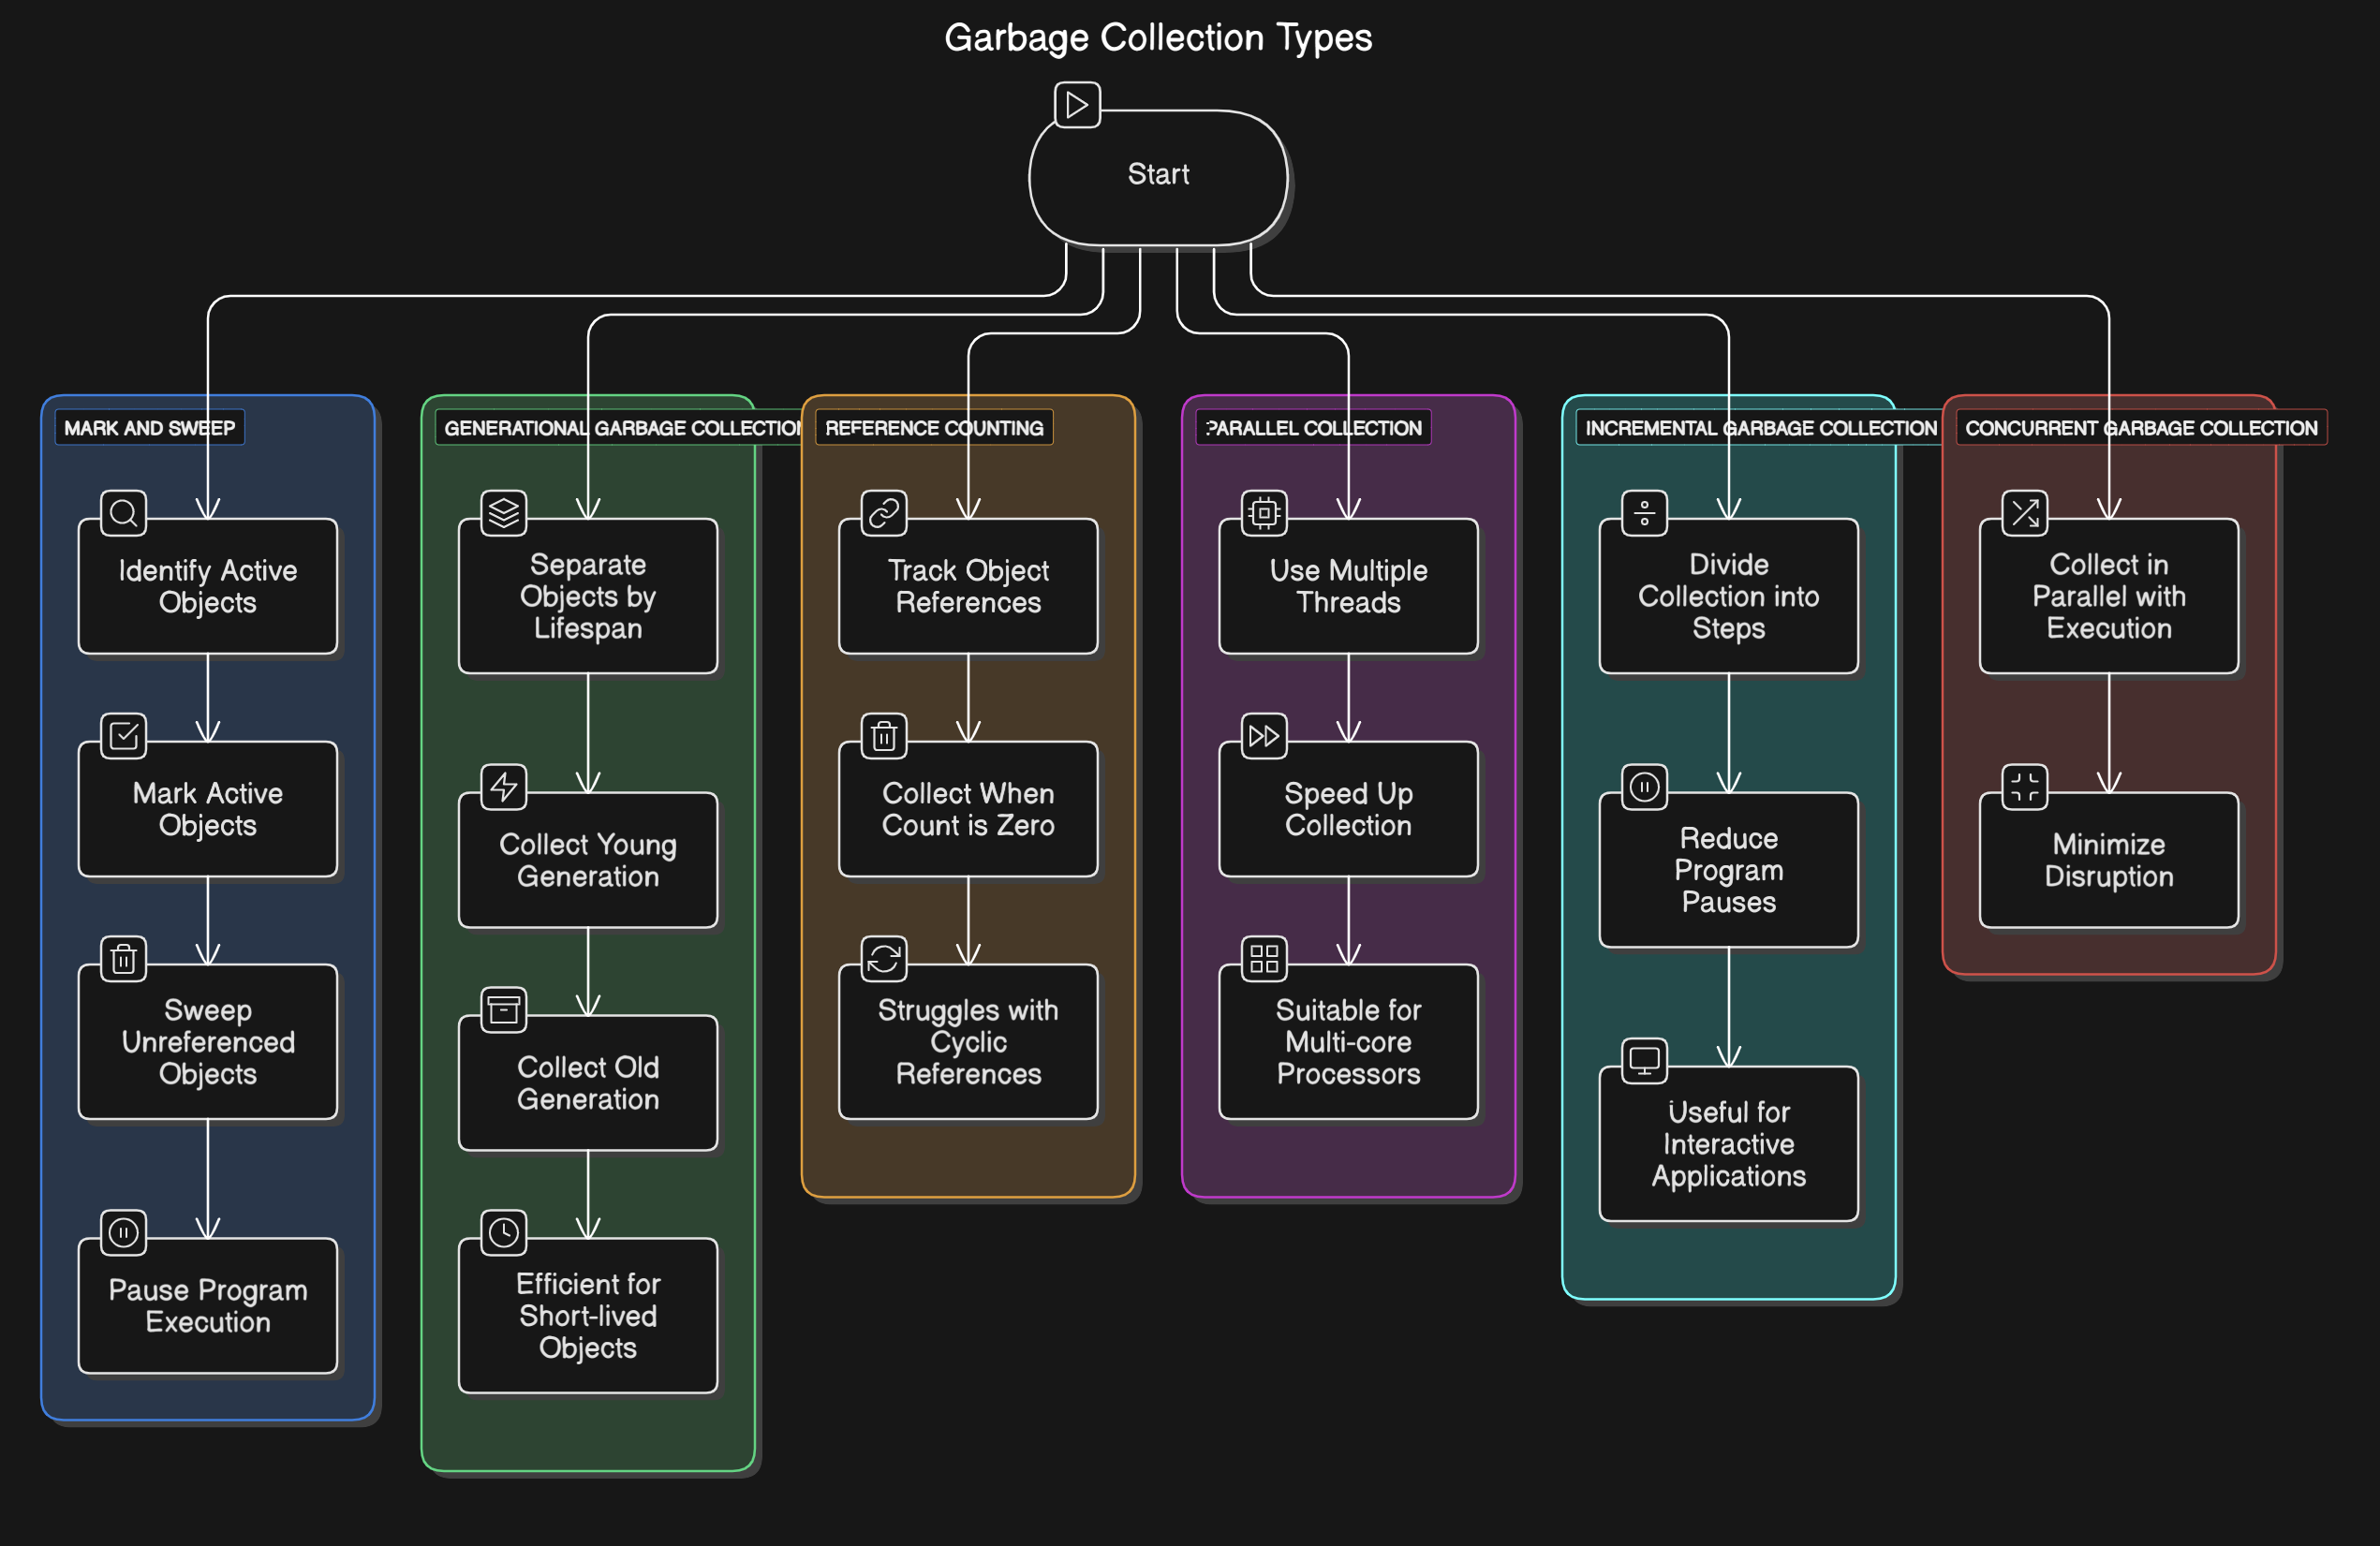 Garbage Collection Types
Start
MARK AND SWEEP
Identify Active
Objects
Mark Active
Objects
Sweep
Unreferenced
Objects
Pause Program
Execution
GENERATIONAL GARBAGE COLLECTION
Separate
Objects by
Lifespan
Collect Young
Generation
Collect Old
Generation
Efficient for
Short-lived
Objects
REFERENCE COUNTING
Track Object
References
Collect When
Count is Zero
Struggles with
Cyclic
References
PARALLEL COLLECTION
Use Multiple
Threads
Speed Up
Collection
Suitable for
Multi-core
Processors
INCREMENTAL GARBAGE COLLECTION
Divide
Collection into
Steps
Reduce
Program
Pauses
Useful for
Interactive
Applications
CONCURRENT GARBAGE COLLECTION
Collect in
Parallel with
Execution
Minimize
Disruption